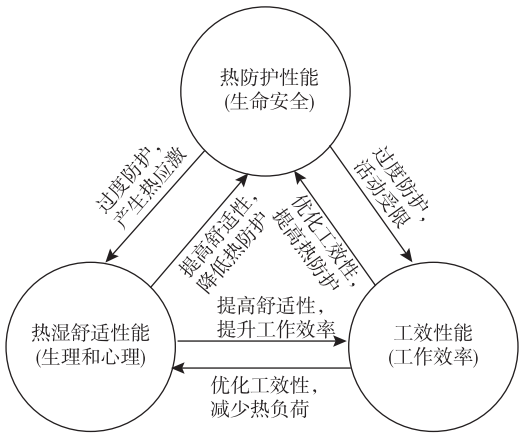 热防护性能
(生命安全)
过度防护，
产生热应激
过度防护，
活动受限
提高舒适性，
降低热防护
优化工效性，
提高热防护
热湿舒适性能
(生理和心理)
提高舒适性，
提升工作效率
工效性能
(工作效率)
优化工效性，
减少热负荷